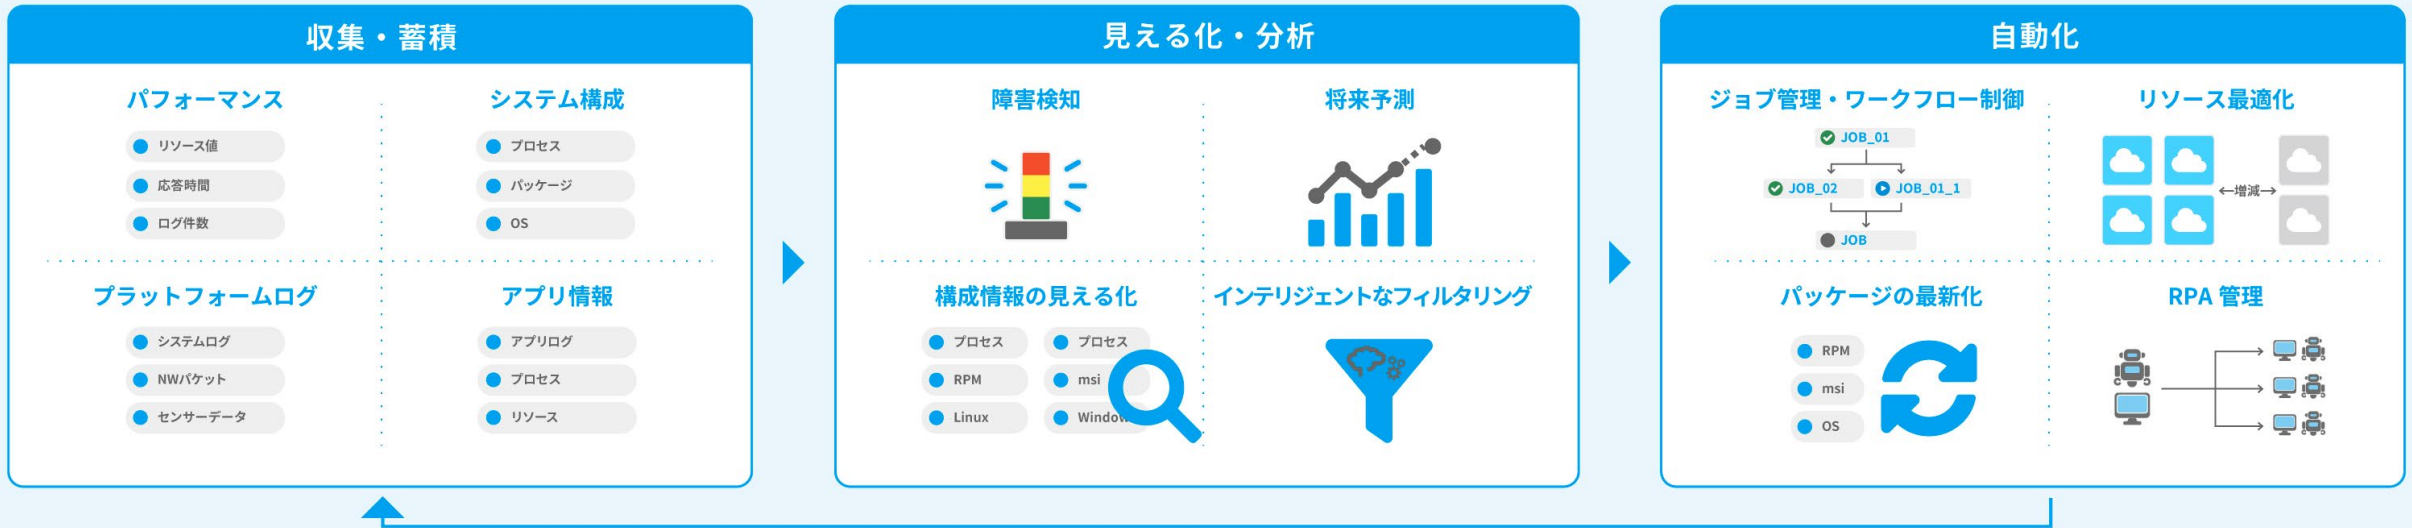 収集・蓄積
パフォーマンス
リソース値
応答時間
ログ件数
システム構成
プロセス
パッケージ
OS
プラットフォームログ
システムログ
NWパケット
センサーデータ
アプリ情報
アプリログ
プロセス
リソース
見える化・分析
障害検知
将来予測
構成情報の見える化
プロセス
RPM
Linux
プロセス
msi
インテリジェントなフィルタリング
自動化
ジョブ管理・ワークフロー制御
JOB_01
JOB_02
JOB_01_1
JOB
リソース最適化
←増減→
パッケージの最新化
RPM
msi
OS
RPA 管理